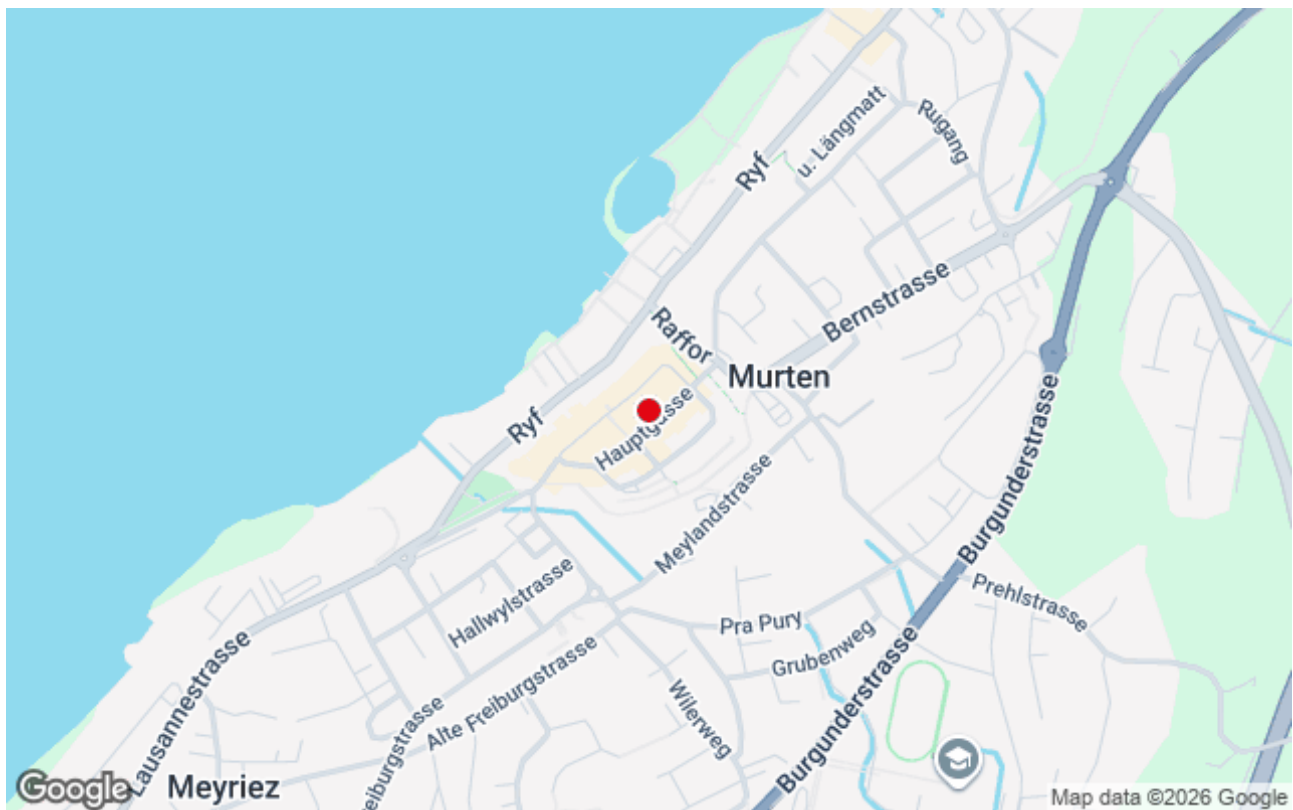 u. Längmatt
Rugang
Ryf
Bernstrasse
Raffor
Murten
Hauptgasse
Ryf
Burgunderstrasse
Meylandstrasse
Prehlstrasse
Hallwylstrasse
Pra Pury
Grubenweg
Lausannestrasse
Alte Freiburgstrasse
Wilerweg
Burgunderstrasse
eiburgstrasse
Meyriez
Google
Map data ©2026 Google